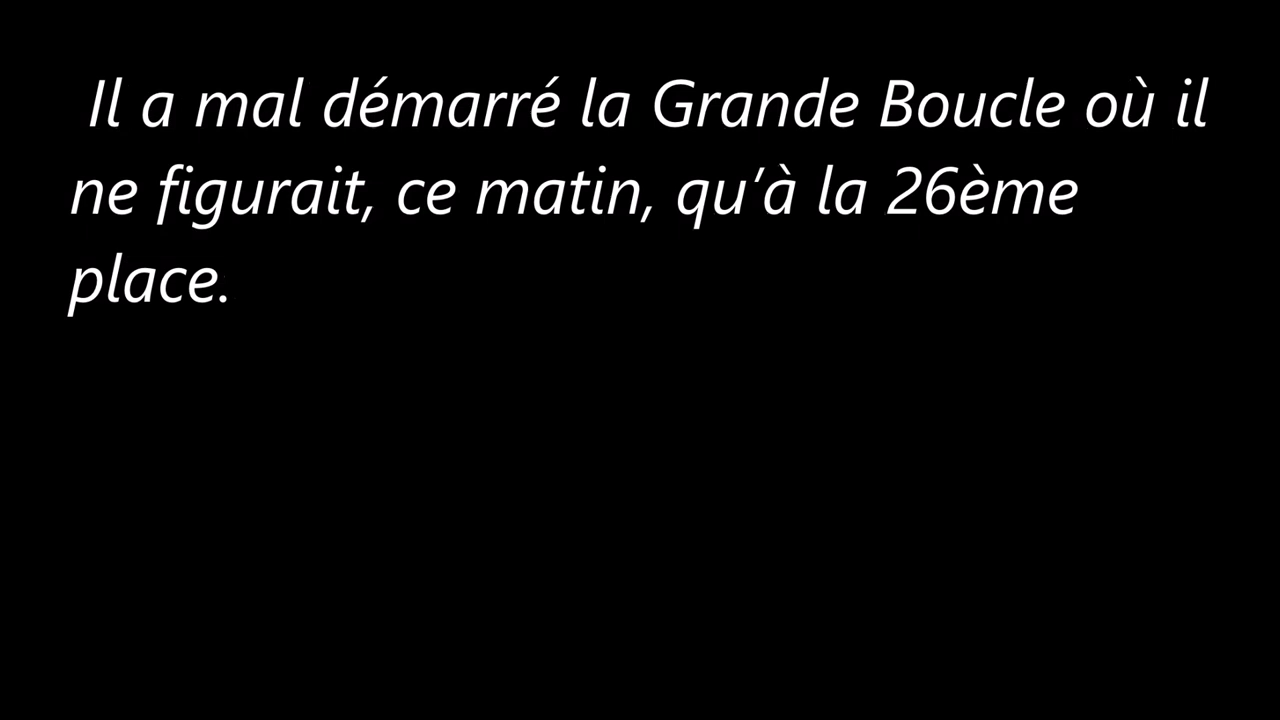 Il a mal démarré la Grande Boucle où il
ne figurait, ce matin, qu’à la 26ème
place.